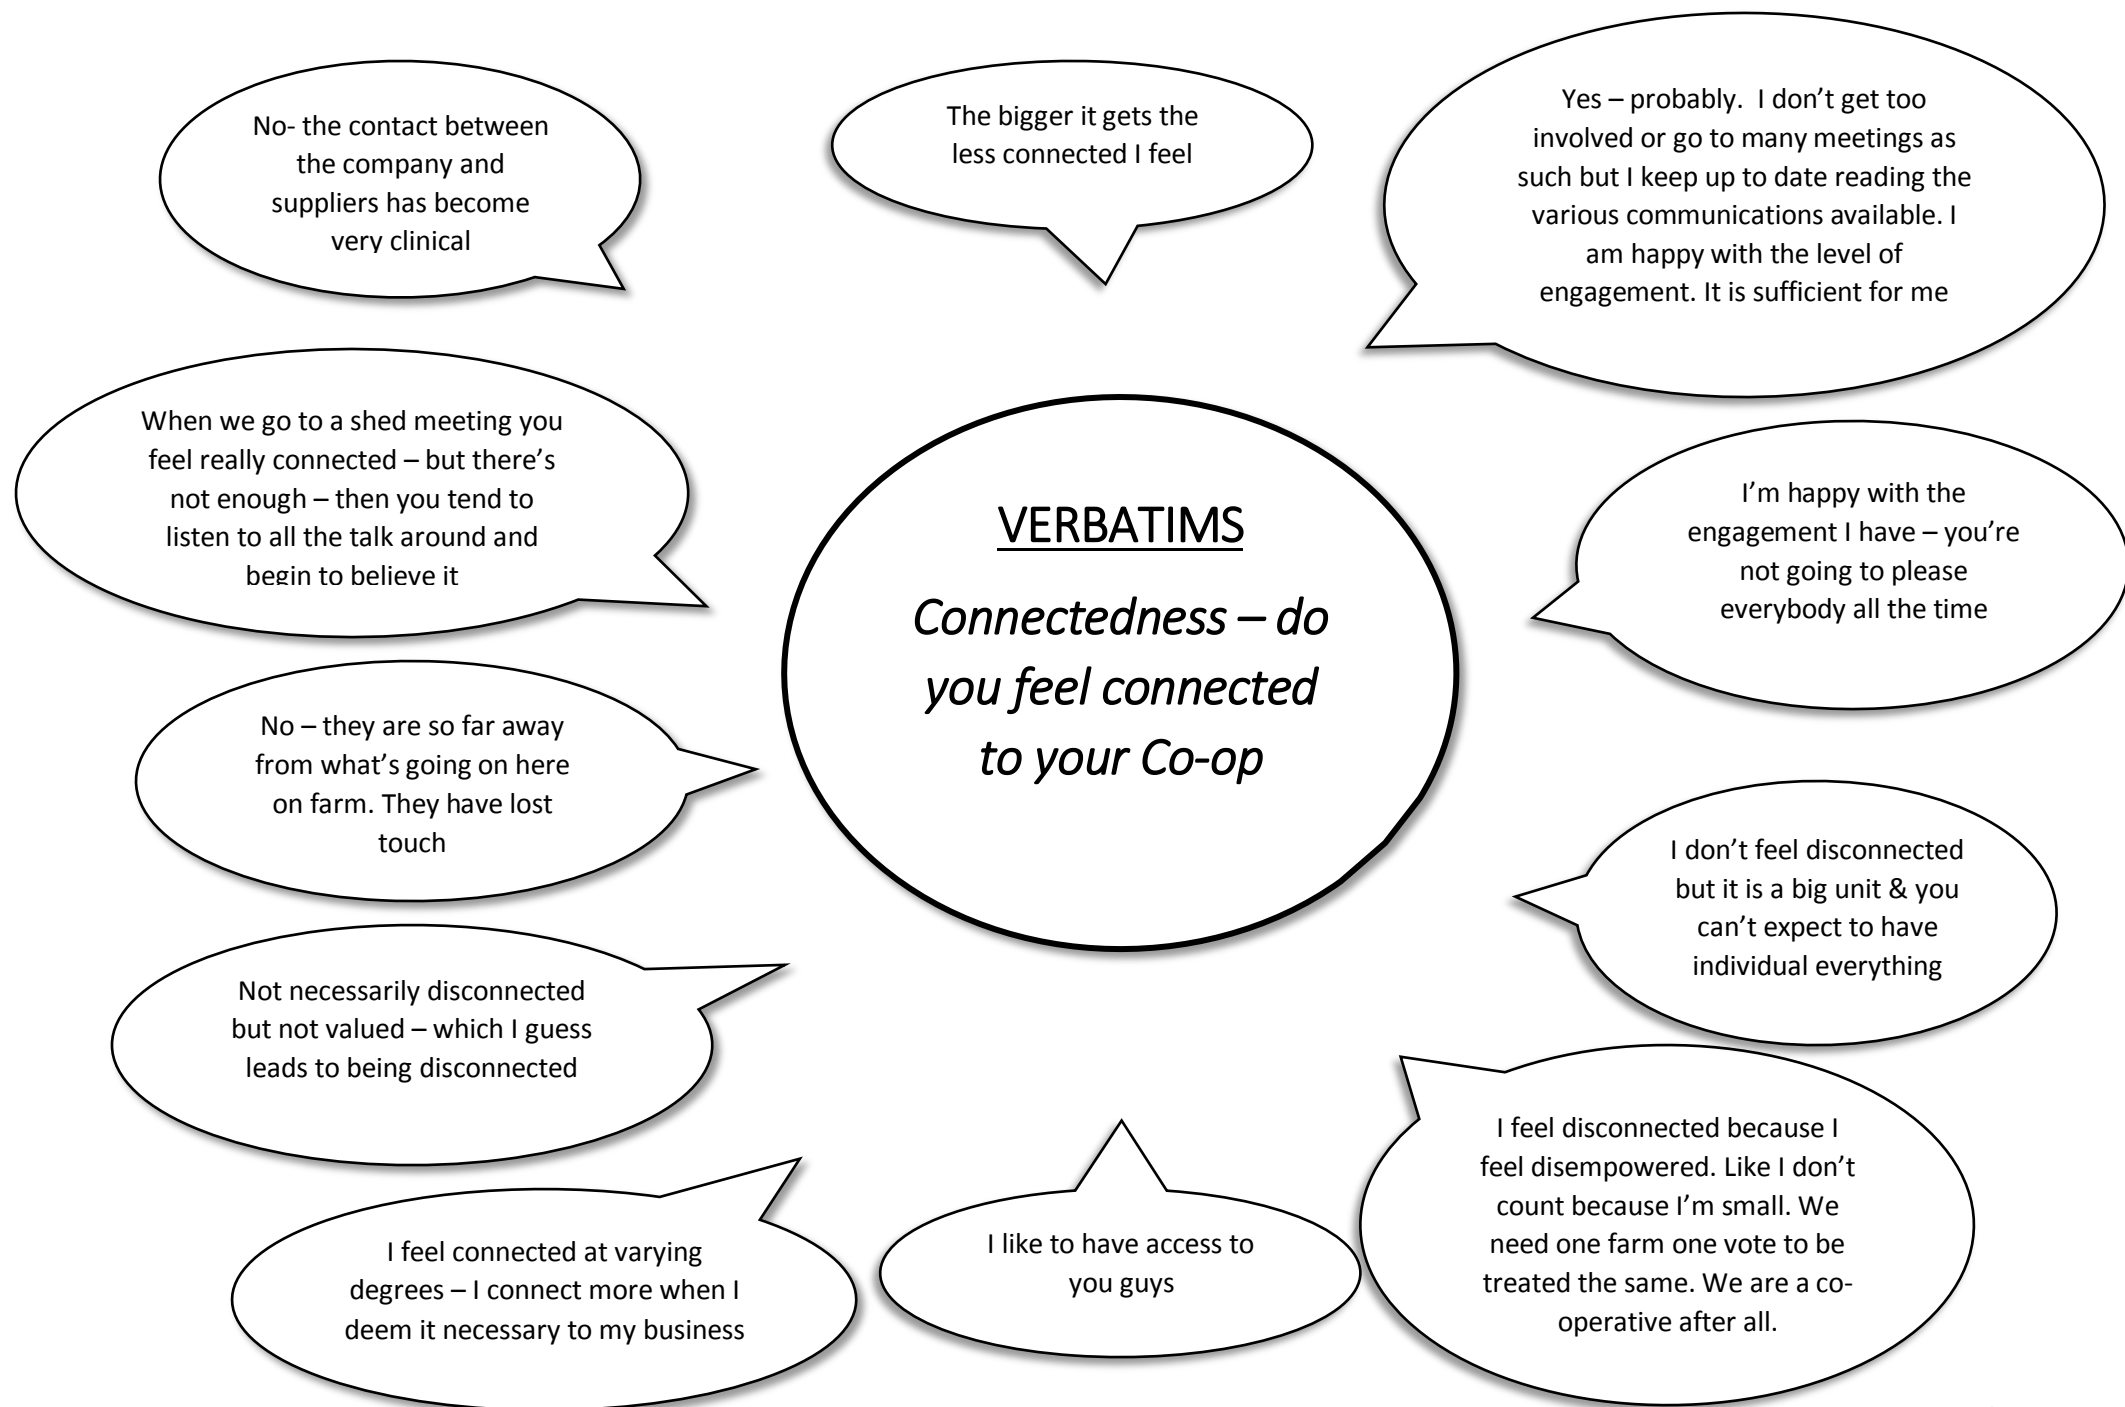 No- the contact between
the company and
suppliers has become
very clinical
The bigger it gets the
less connected I feel
Yes – probably.  I don’t get too
involved or go to many meetings as
such but I keep up to date reading the
various communications available. I
am happy with the level of
engagement. It is sufficient for me
When we go to a shed meeting you
feel really connected – but there’s
not enough – then you tend to
listen to all the talk around and
begin to believe it
VERBATIMS
Connectedness – do
you feel connected
to your Co-op
I’m happy with the
engagement I have – you’re
not going to please
everybody all the time
No – they are so far away
from what’s going on here
on farm. They have lost
touch
I don’t feel disconnected
but it is a big unit & you
can’t expect to have
individual everything
Not necessarily disconnected
but not valued – which I guess
leads to being disconnected
I feel disconnected because I
feel disempowered. Like I don’t
count because I’m small. We
need one farm one vote to be
treated the same. We are a co-
operative after all.
I feel connected at varying
degrees – I connect more when I
deem it necessary to my business
I like to have access to
you guys